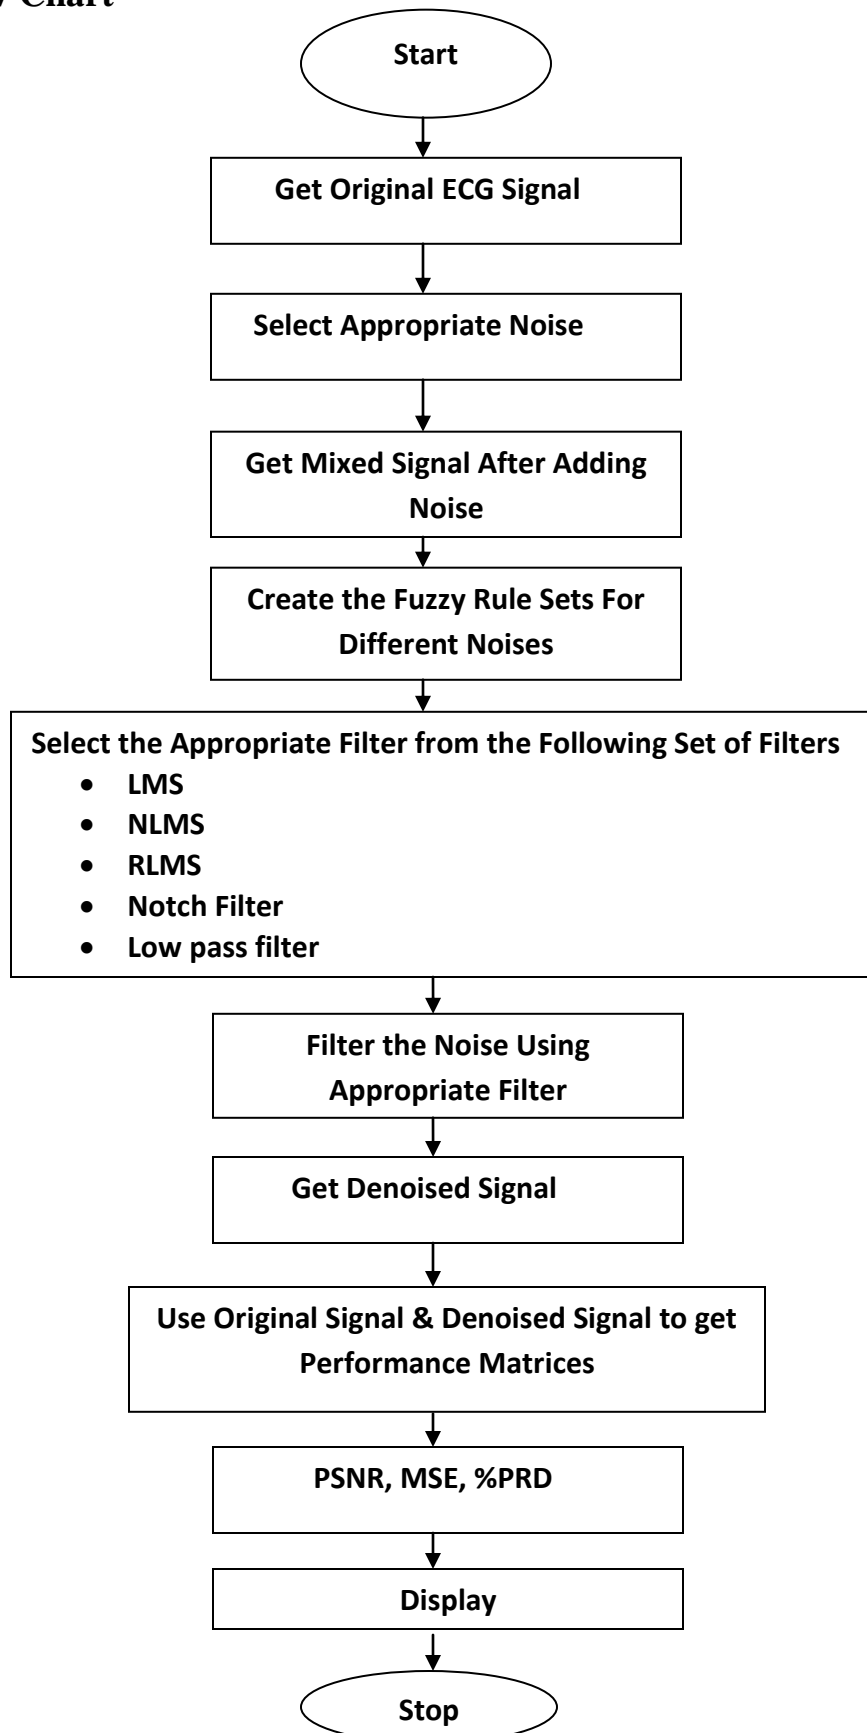 Chart
Start
Get Original ECG Signal
Select Appropriate Noise
Get Mixed Signal After Adding
Noise
Create the Fuzzy Rule Sets For
Different Noises
Select the Appropriate Filter from the Following Set of Filters
• LMS
• NLMS
• RLMS
• Notch Filter
• Low pass filter
Filter the Noise Using
Appropriate Filter
Get Denoised Signal
Use Original Signal & Denoised Signal to get
Performance Matrices
PSNR, MSE, %PRD
Display
Stop